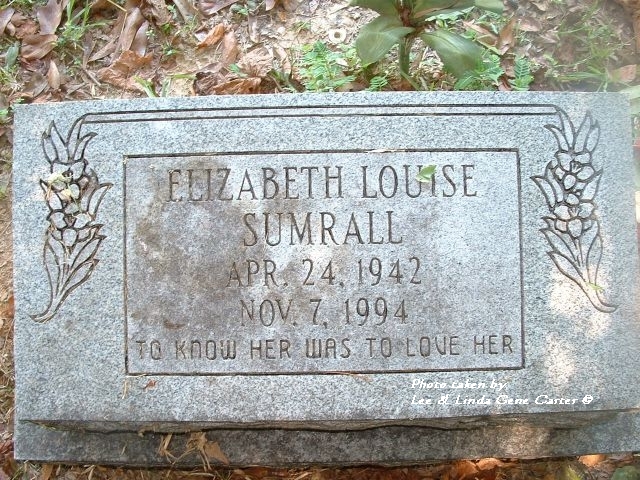 ELIZABETH LOUISE
SUMRALL
APR. 24, 1942
NOV. 7, 1994
TO KNOW HER WAS TO LOVE HER
Photo taken by
Lee & Linda Gene Carter ©